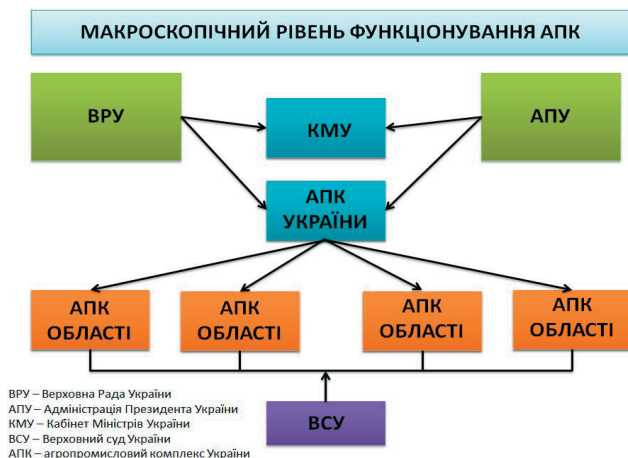 МАКРОСКОПІЧНИЙ РІВЕНЬ ФУНКЦІОНУВАННЯ АПК
ВРУ
КМУ
АПУ
АПК
УКРАЇНИ
АПК
ОБЛАСТІ
АПК
ОБЛАСТІ
АПК
ОБЛАСТІ
АПК
ОБЛАСТІ
ВСУ
ВРУ – Верховна Рада України
АПУ – Адміністрація Президента України
КМУ – Кабінет Міністрів України
ВСУ – Верховний суд України
АПК – агропромисловий комплекс України